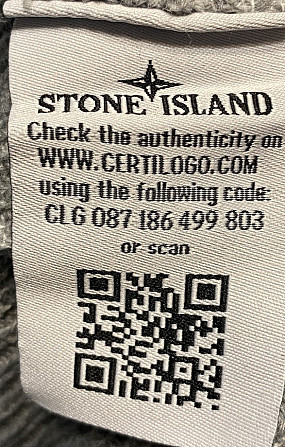 STONE ISLAND
Check the authenticity on
WWW.CERTILOGO.COM
using the following code:
CLG 087 186 499 803
or scan